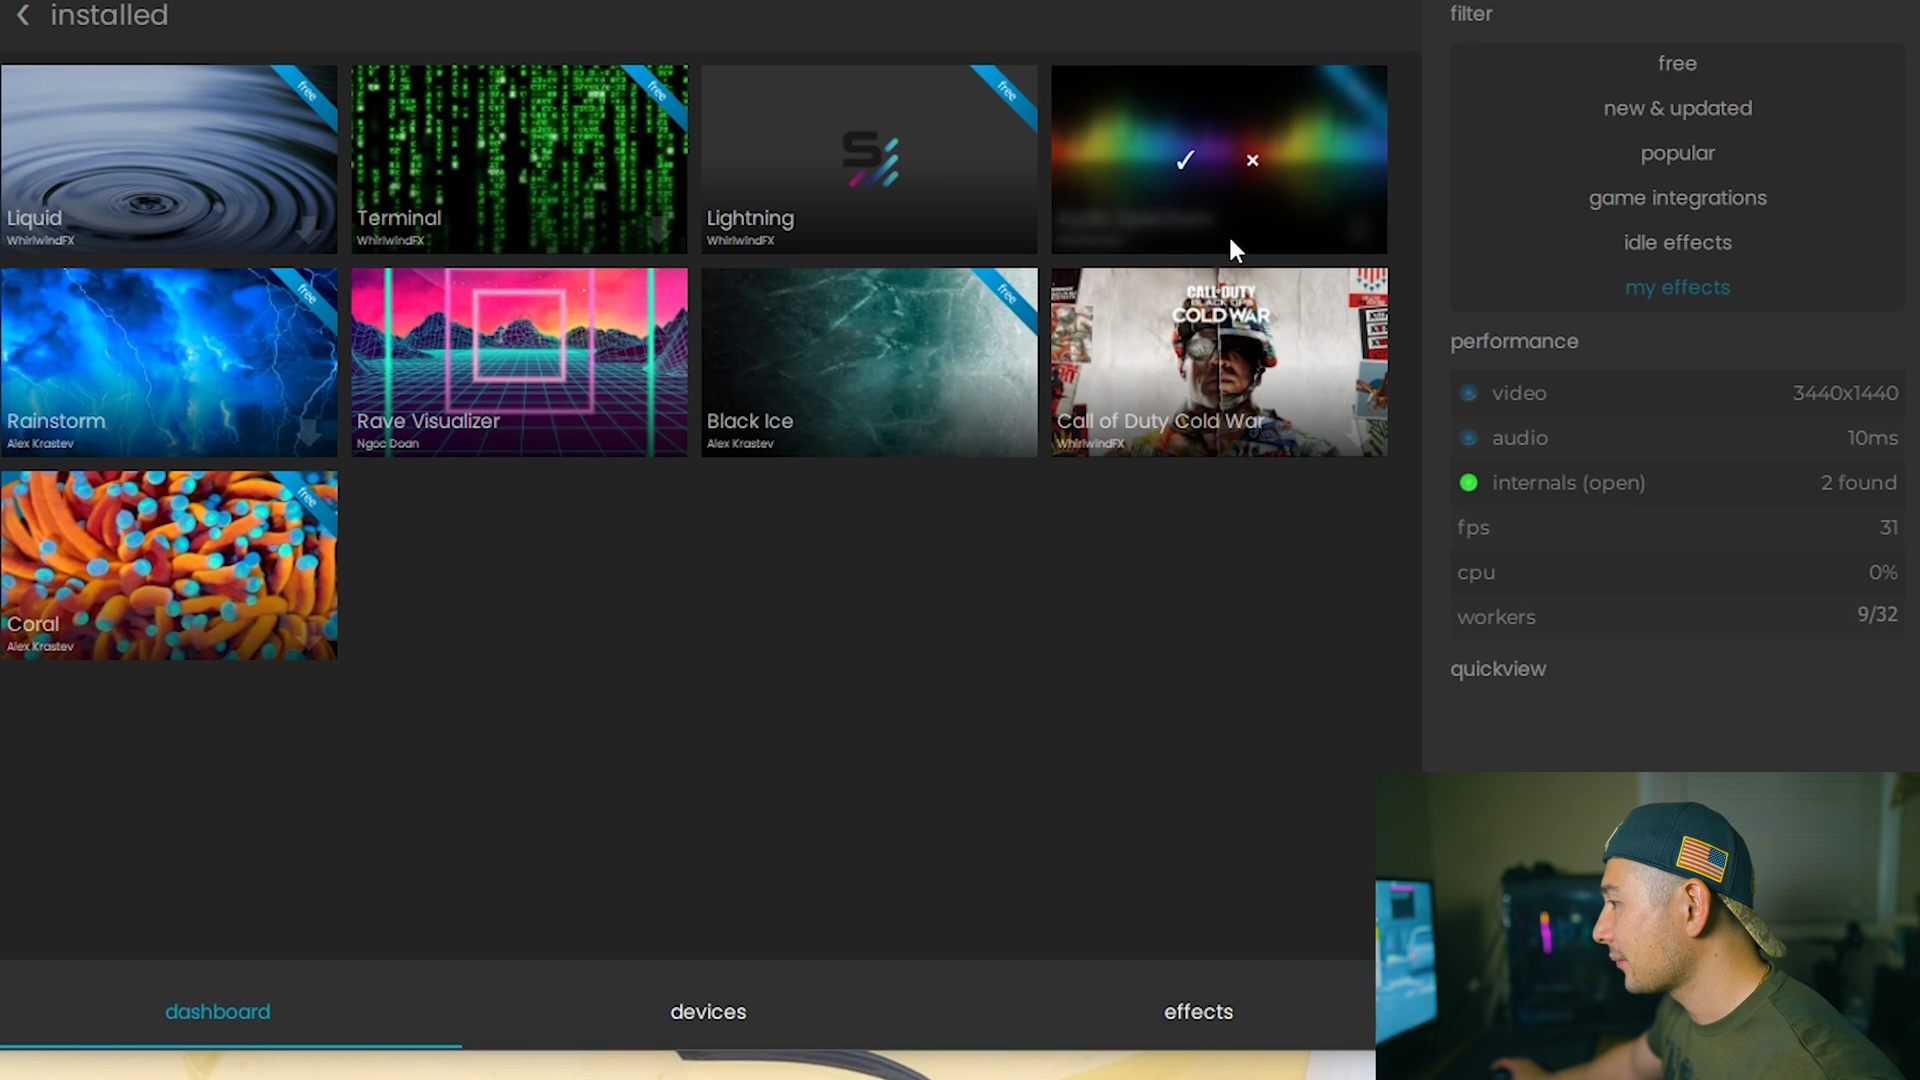 installed
free
Liquid
WhirlwindFX
free
Terminal
WhirlwindFX
free
Lightning
WhirlwindFX
free
Rainstorm
Alex Krastev
Rave Visualizer
Ngoc Doan
free
Black Ice
Alex Krastev
CALL OF DUTY
BLACK OPS
COLD WAR
Call of Duty Cold War
WhirlwindFX
free
Coral
Alex Krastev
filter
free
new & updated
popular
game integrations
idle effects
my effects
performance
video 3440x1440
audio 10ms
internals (open) 2 found
fps 31
cpu 0%
workers 9/32
quickview
dashboard
devices
effects